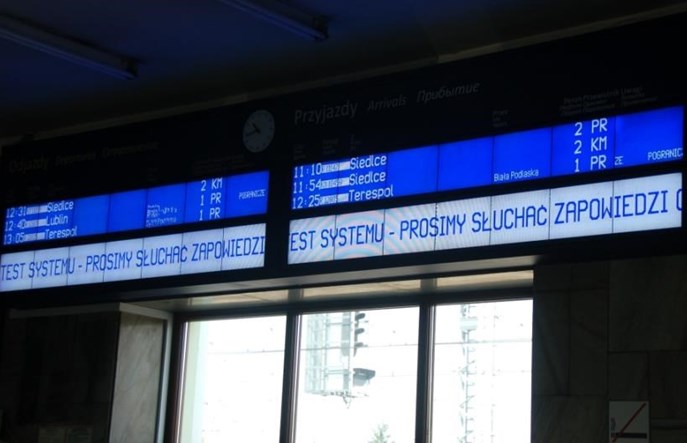 Odjazdy
12:31 Siedlce 2 KM
12:40 Lublin 1 PR POGRANICZE
13:05 Terespol 1 PR
TEST SYSTEMU - PROSIMY SŁUCHAĆ ZAPOWIEDZI
Przyjazdy Arrivals Прибытие
11:10 Siedlce 2 PR
11:54 Siedlce 2 KM
12:25 Terespol Biała Podlaska 1 PR ZE POGRANIC
EST SYSTEMU - PROSIMY SŁUCHAĆ ZAPOWIEDZI